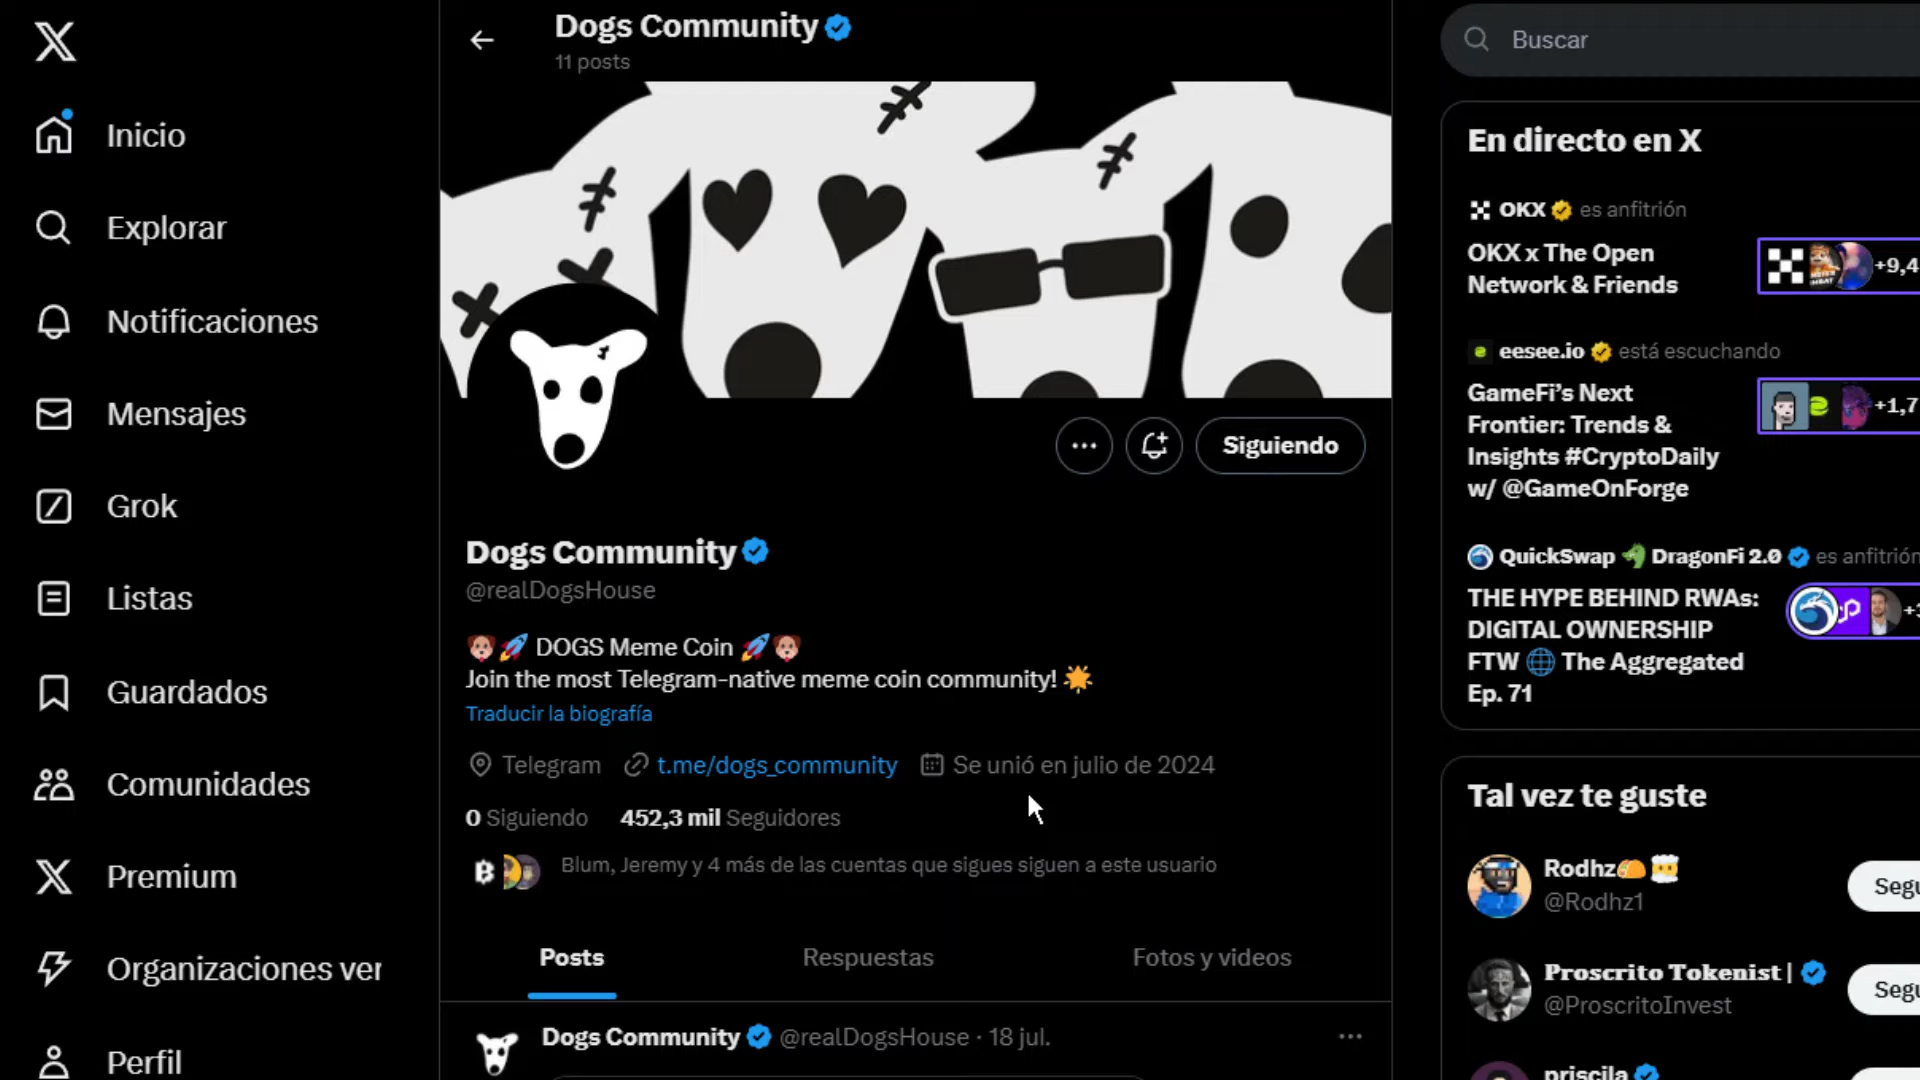 Inicio
Explorar
Notificaciones
Mensajes
Grok
Listas
Guardados
Comunidades
Premium
Organizaciones ver
Perfil
Dogs Community
11 posts
Siguiendo
Dogs Community
@realDogsHouse
DOGS Meme Coin
Join the most Telegram-native meme coin community!
Traducir la biografía
Telegram t.me/dogs_community Se unió en julio de 2024
0 Siguiendo 452,3 mil Seguidores
Blum, Jeremy y 4 más de las cuentas que sigues siguen a este usuario
Posts Respuestas Fotos y videos
Dogs Community @realDogsHouse · 18 jul.
Buscar
En directo en X
OKX es anfitrión
OKX x The Open
Network & Friends
+9,4
eesee.io está escuchando
GameFi’s Next
Frontier: Trends &
Insights #CryptoDaily
w/ @GameOnForge
+1,7
QuickSwap DragonFi 2.0 es anfitrión
THE HYPE BEHIND RWAs:
DIGITAL OWNERSHIP
FTW The Aggregated
Ep. 71
Tal vez te guste
Rodhz
@Rodhz1
Segu
Proscrito Tokenist |
@ProscritoInvest
Segu
priscila